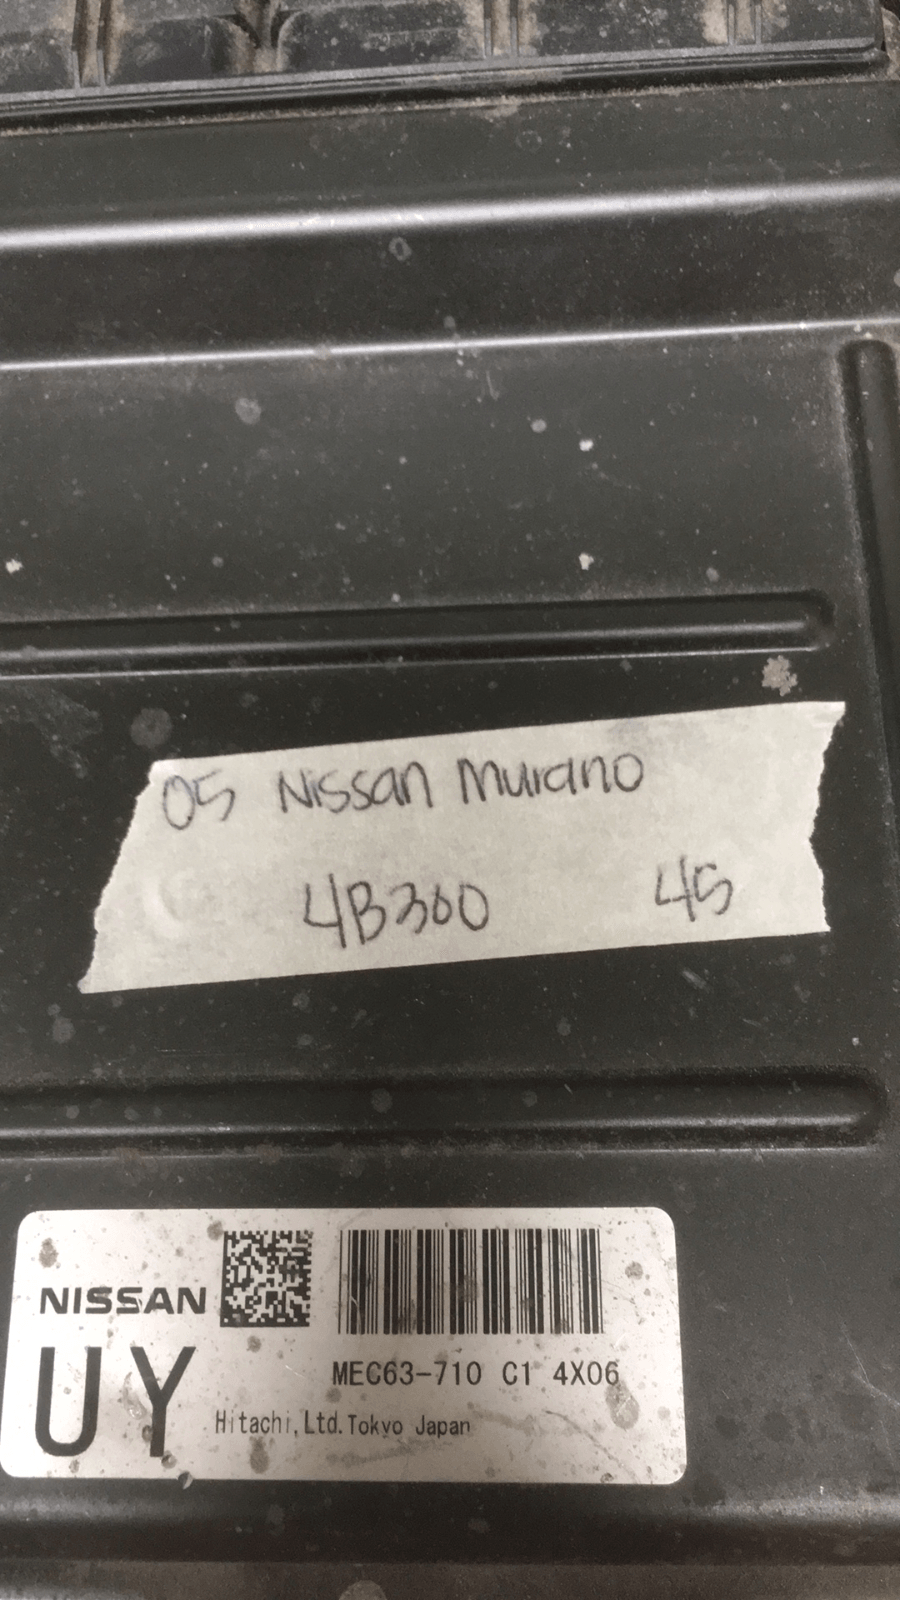 05 Nissan Murano
4B300 45
NISSAN
UY
MEC63-710 C1 4X06
Hitachi,Ltd.Tokyo Japan